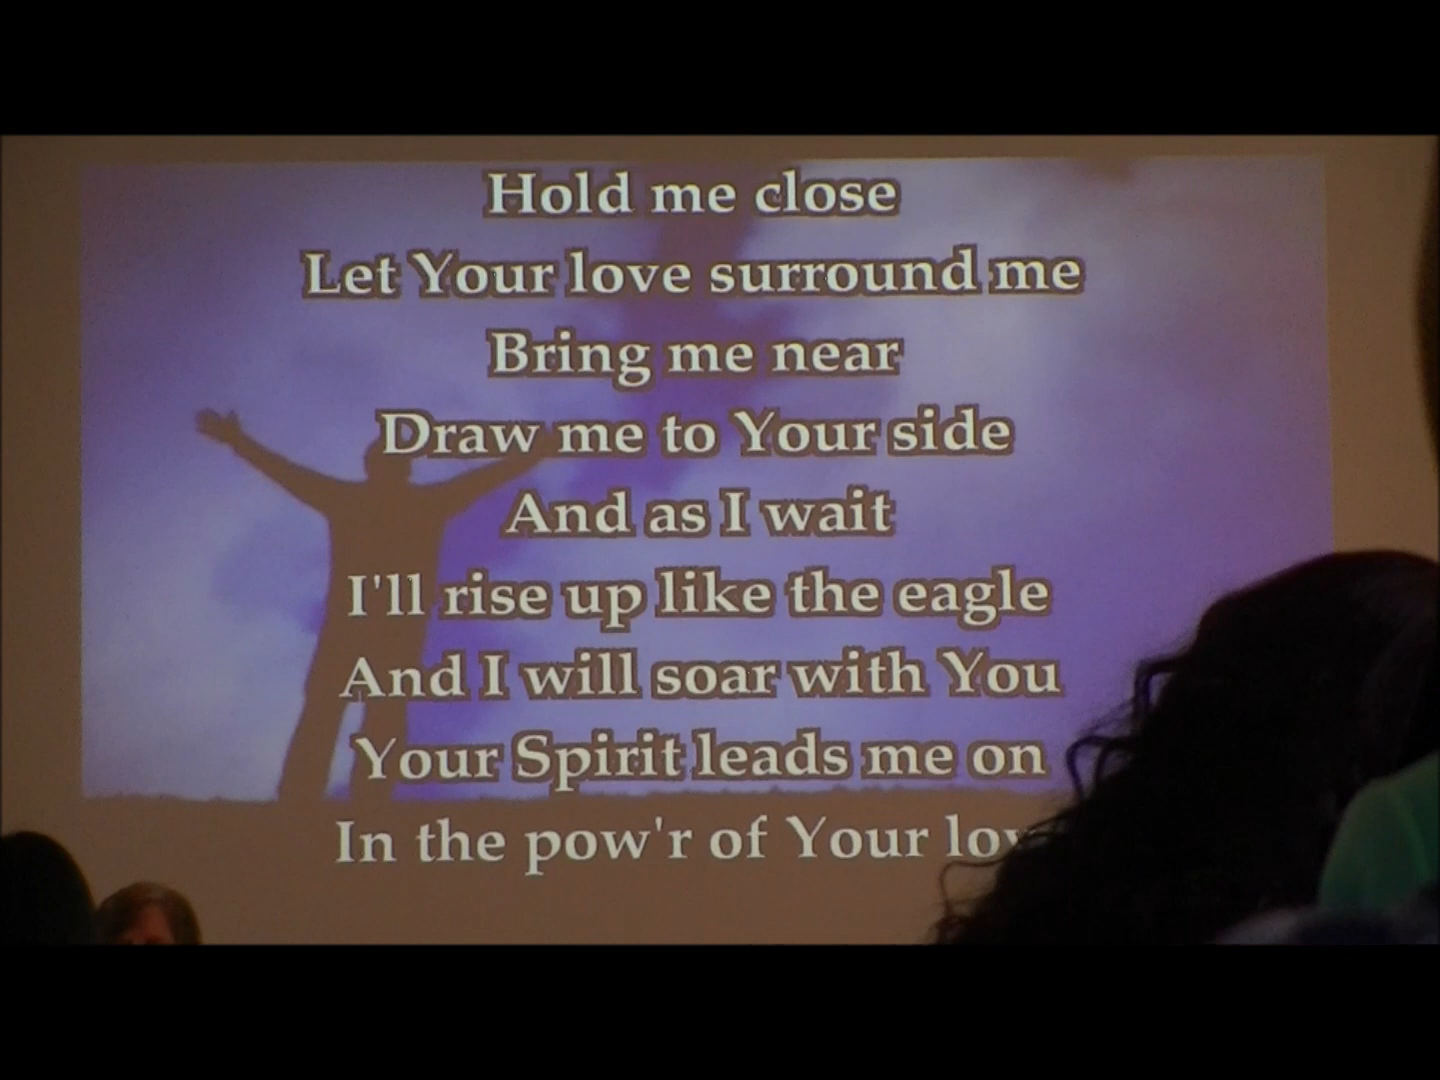 Hold me close
Let Your love surround me
Bring me near
Draw me to Your side
And as I wait
I'll rise up like the eagle
And I will soar with You
Your Spirit leads me on
In the pow'r of Your